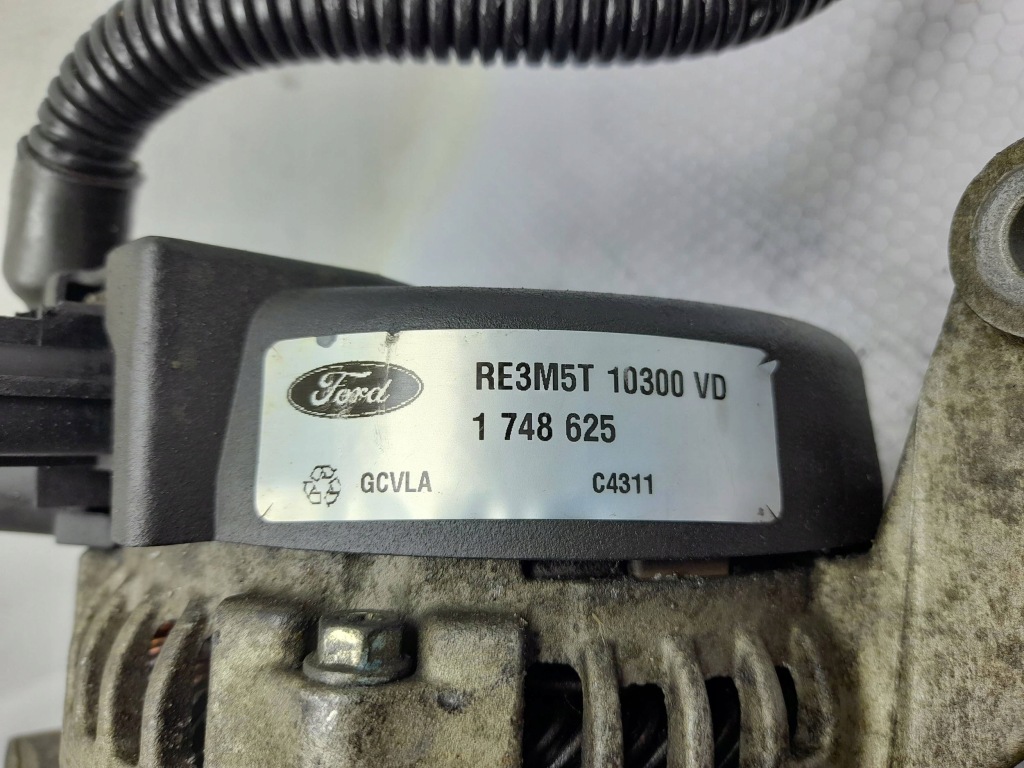 Ford
RE3M5T 10300 VD
1 748 625
GCVLA C4311